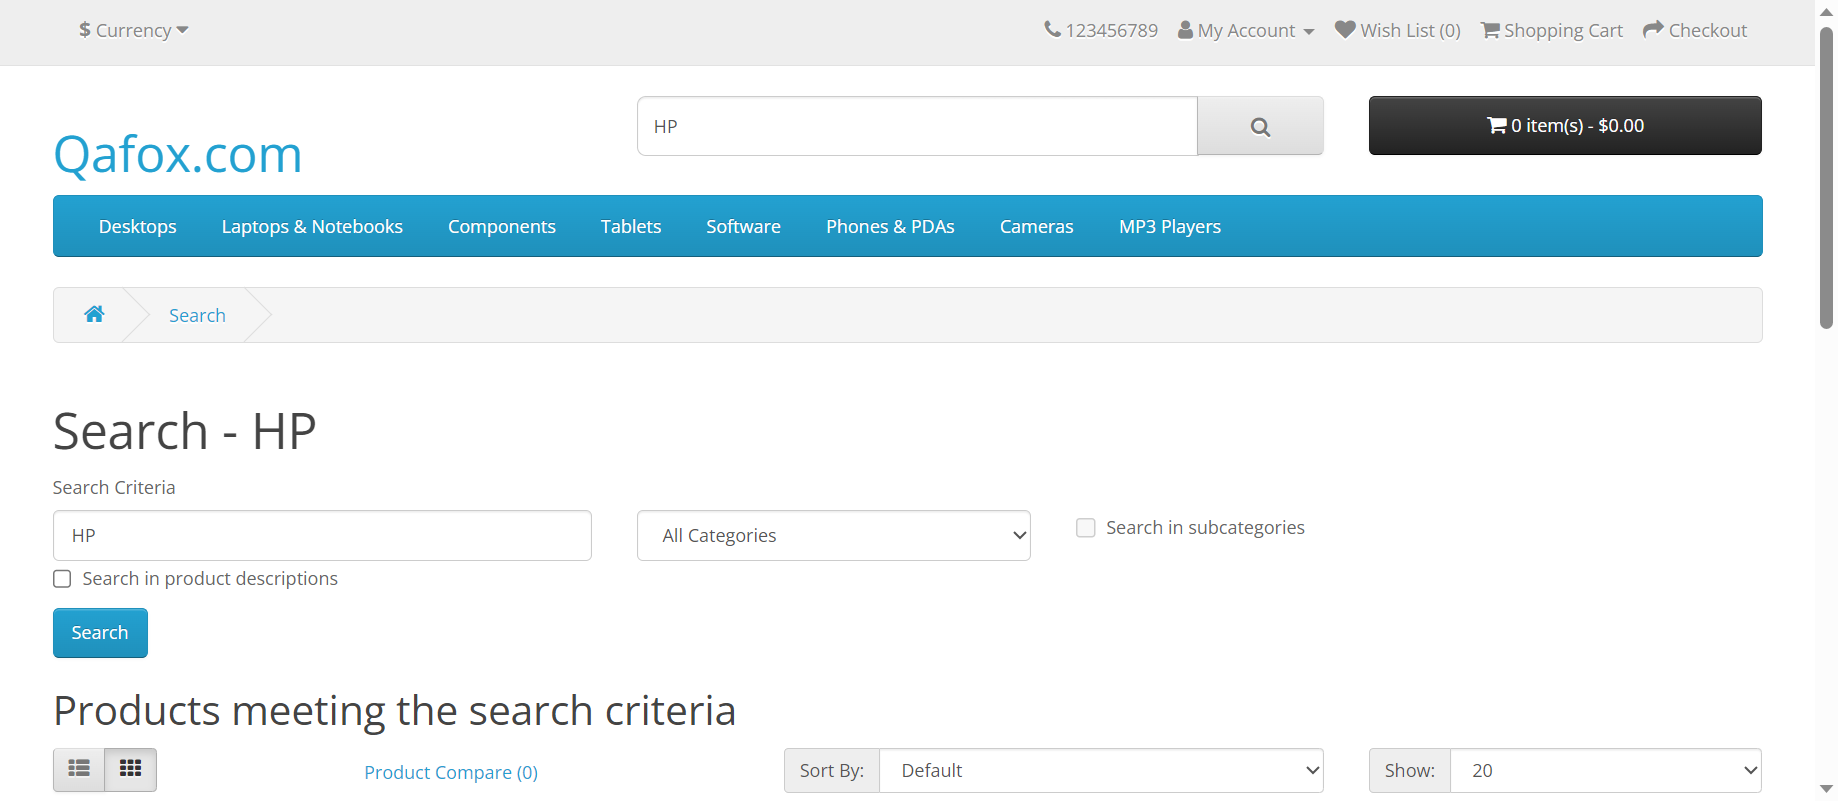 $ Currency
123456789 My Account Wish List (0) Shopping Cart Checkout
Qafox.com
HP
0 item(s) - $0.00
Desktops Laptops & Notebooks Components Tablets Software Phones & PDAs Cameras MP3 Players
Search
Search - HP
Search Criteria
HP
All Categories
Search in subcategories
Search in product descriptions
Search
Products meeting the search criteria
Product Compare (0)
Sort By: Default
Show: 20